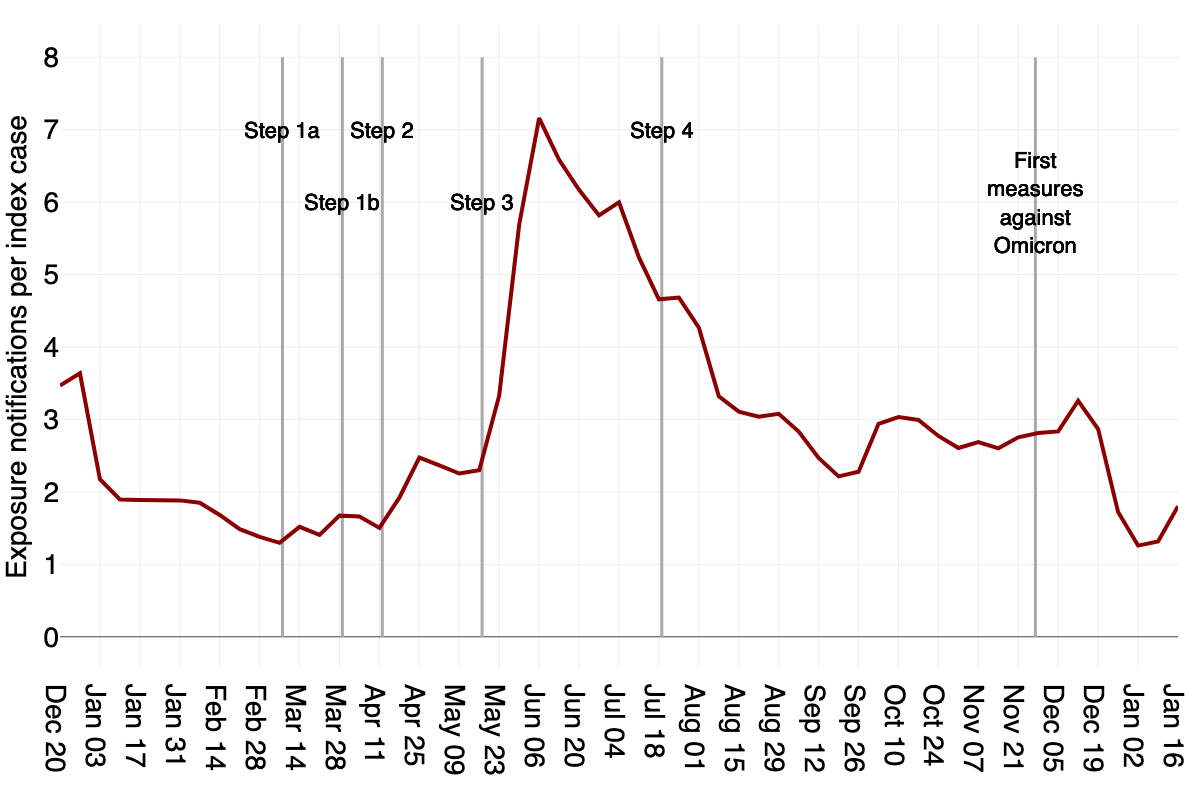 Exposure notifications per index case
8
7
6
5
4
3
2
1
0
Step 1a
Step 1b
Step 2
Step 3
Step 4
First
measures
against
Omicron
Dec 20
Jan 03
Jan 17
Jan 31
Feb 14
Feb 28
Mar 14
Mar 28
Apr 11
Apr 25
May 09
May 23
Jun 06
Jun 20
Jul 04
Jul 18
Aug 01
Aug 15
Aug 29
Sep 12
Sep 26
Oct 10
Oct 24
Nov 07
Nov 21
Dec 05
Dec 19
Jan 02
Jan 16